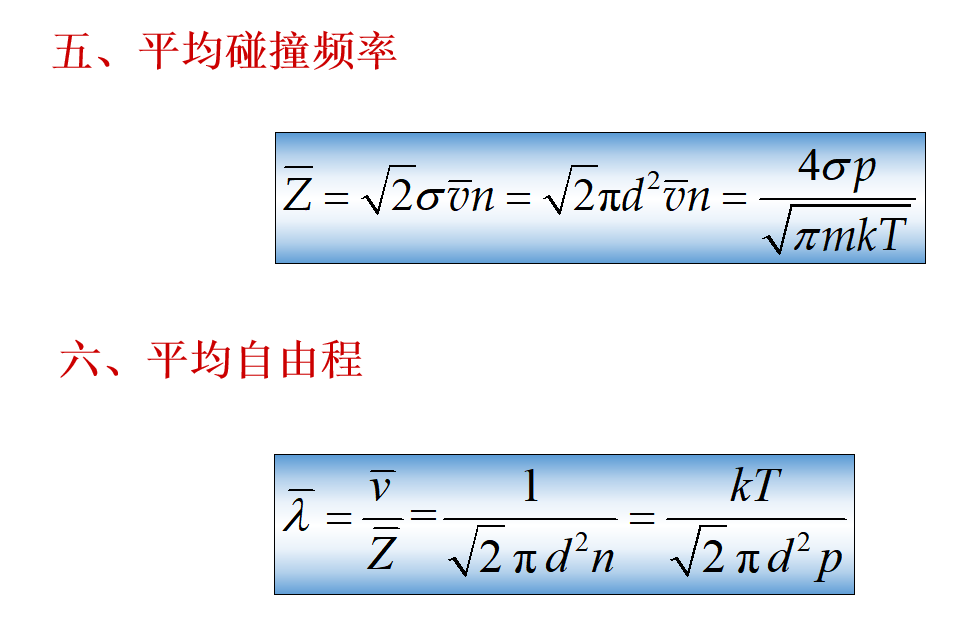 五、平均碰撞频率
$\overline{Z} = \sqrt{2}\sigma\overline{v}n = \sqrt{2}\pi d^2\overline{v}n = \frac{4\sigma p}{\sqrt{\pi mkT}}$
六、平均自由程
$\overline{\lambda} = \frac{\overline{v}}{\overline{Z}} = \frac{1}{\sqrt{2}\pi d^2 n} = \frac{kT}{\sqrt{2}\pi d^2 p}$